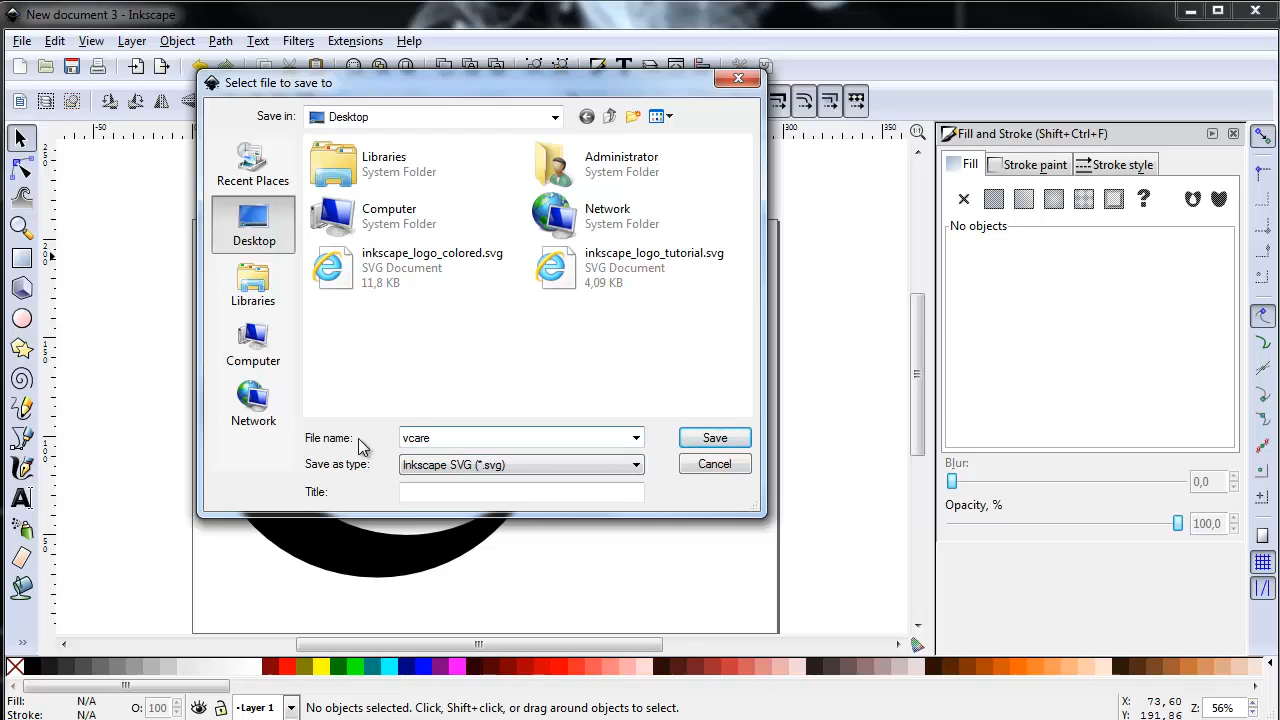 New document 3 - Inkscape
File Edit View Layer Object Path Text Filters Extensions Help
Select file to save to
Save in: Desktop
Recent Places
Desktop
Libraries
Computer
Network
Libraries
System Folder
Administrator
System Folder
Computer
System Folder
Network
System Folder
inkscape_logo_colored.svg
SVG Document
11,8 KB
inkscape_logo_tutorial.svg
SVG Document
4,09 KB
File name: vcare Save
Save as type: Inkscape SVG (*.svg) Cancel
Title:
-50 300 350
Fill and Stroke (Shift+Ctrl+F)
Fill Stroke paint Stroke style
No objects
Blur:
0,0
Opacity, %
100,0
Fill: N/A
Stroke: N/A
O: 100
Layer 1
No objects selected. Click, Shift+click, or drag around objects to select.
X: 73,60
Y: 131,86
Z: 56%